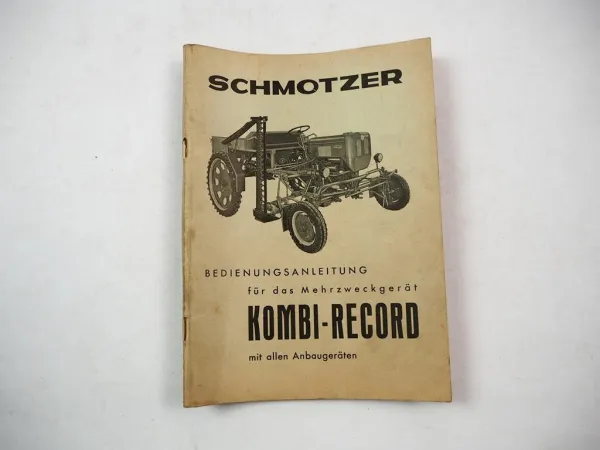 SCHMOTZER
BEDIENUNGSANLEITUNG
für das Mehrzweckgerät
KOMBI-RECORD
mit allen Anbaugeräten